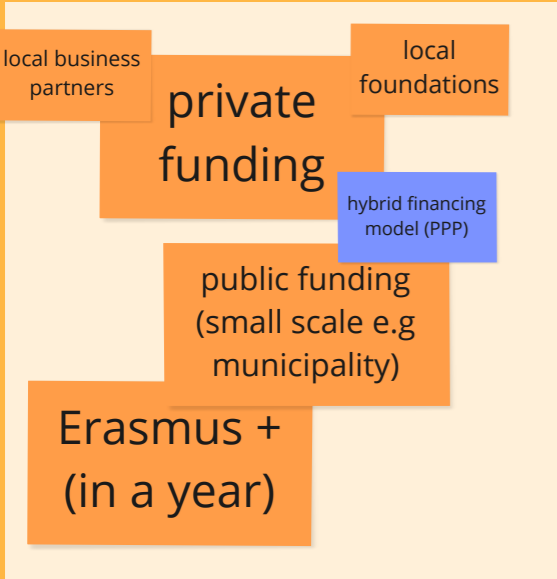 local business
partners
local
foundations
private
funding
hybrid financing
model (PPP)
public funding
(small scale e.g
municipality)
Erasmus +
(in a year)